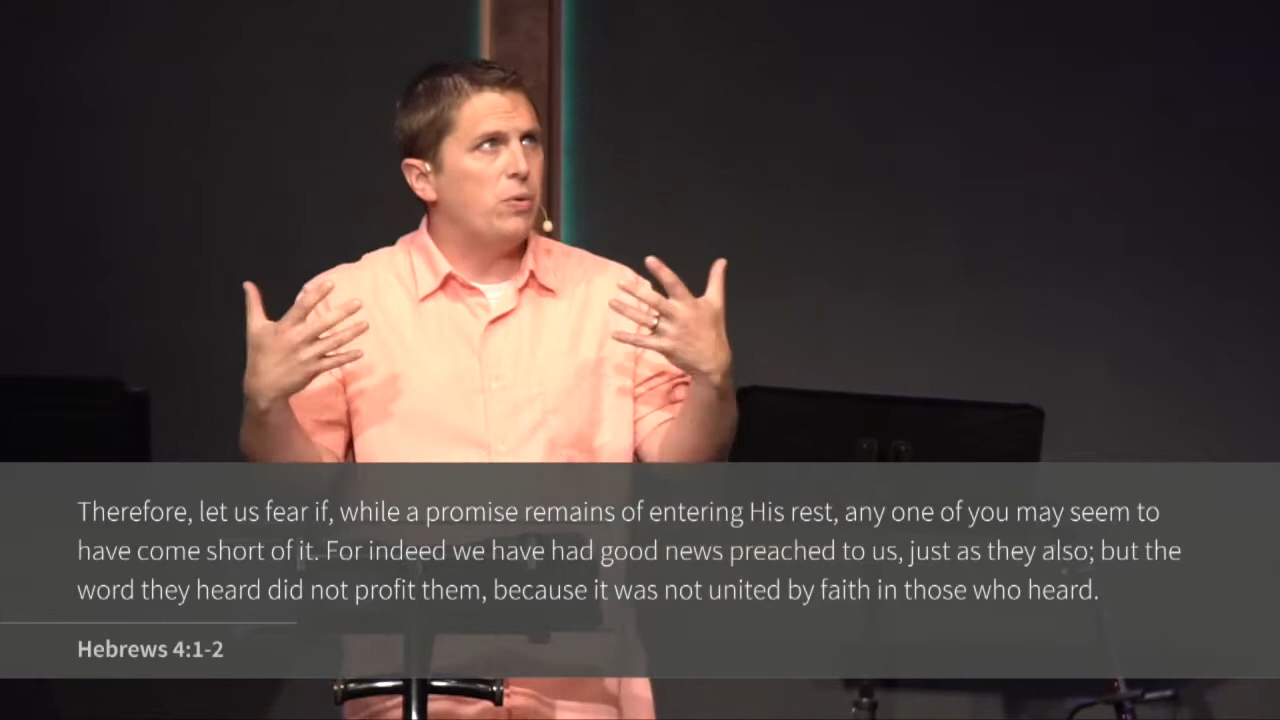 Therefore, let us fear if, while a promise remains of entering His rest, any one of you may seem to
have come short of it. For indeed we have had good news preached to us, just as they also; but the
word they heard did not profit them, because it was not united by faith in those who heard.
Hebrews 4:1-2